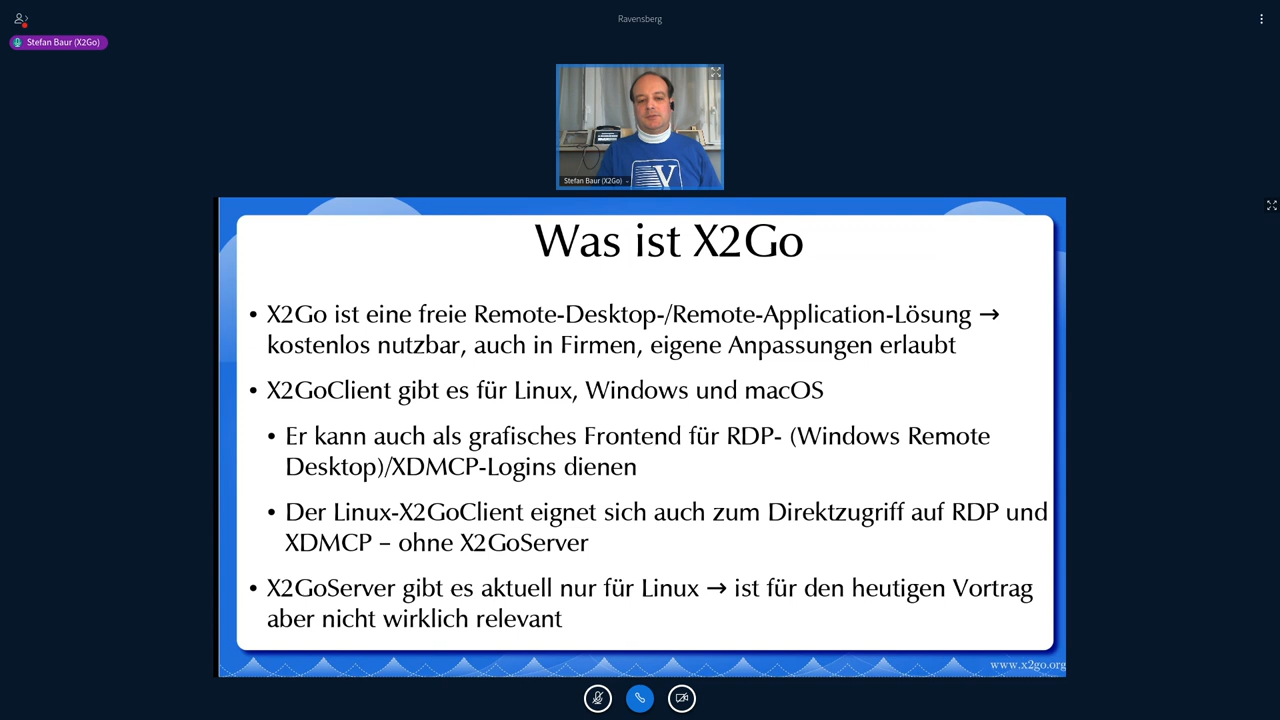 Ravensberg
Stefan Baur (X2Go)
Stefan Baur (X2Go)
Was ist X2Go
• X2Go ist eine freie Remote-Desktop-/Remote-Application-Lösung →
kostenlos nutzbar, auch in Firmen, eigene Anpassungen erlaubt
• X2GoClient gibt es für Linux, Windows und macOS
• Er kann auch als grafisches Frontend für RDP- (Windows Remote
Desktop)/XDMCP-Logins dienen
• Der Linux-X2GoClient eignet sich auch zum Direktzugriff auf RDP und
XDMCP – ohne X2GoServer
• X2GoServer gibt es aktuell nur für Linux → ist für den heutigen Vortrag
aber nicht wirklich relevant
www.x2go.org